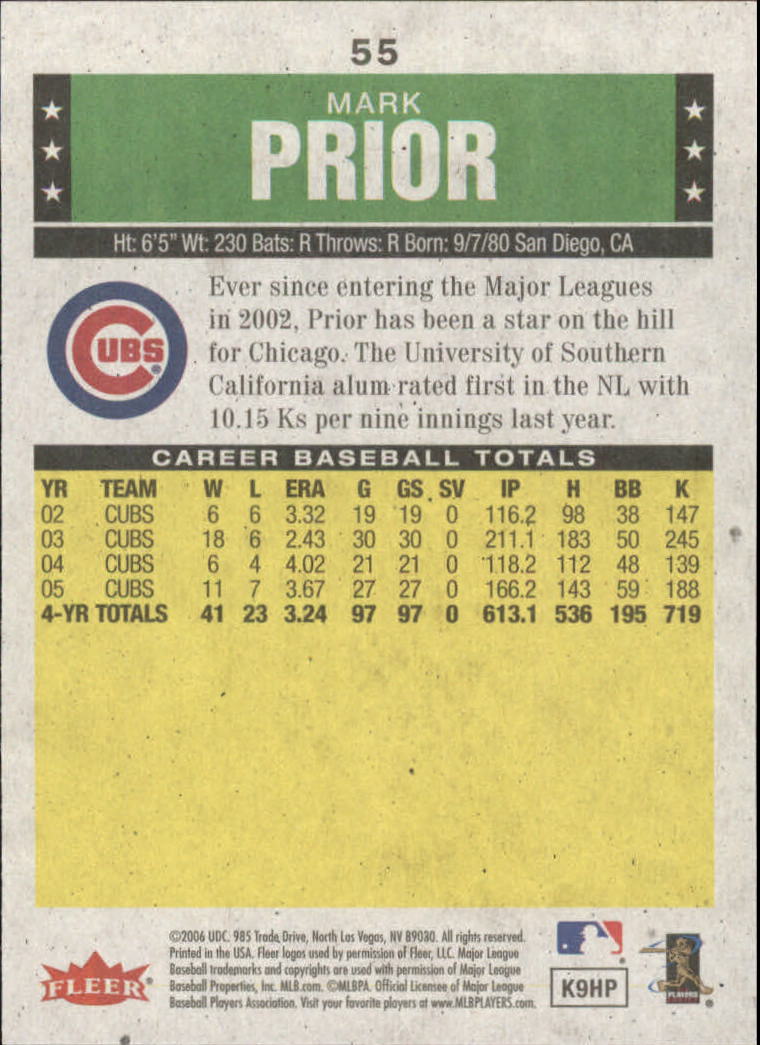 55
MARK
PRIOR
Ht: 6'5" Wt: 230 Bats: R Throws: R Born: 9/7/80 San Diego, CA
Ever since entering the Major Leagues
in 2002, Prior has been a star on the hill
for Chicago. The University of Southern
California alum rated first in the NL with
10.15 Ks per nine innings last year.
CUBS
CAREER BASEBALL TOTALS
YR TEAM W L ERA G GS SV IP H BB K
02 CUBS 6 6 3.32 19 19 0 116.2 98 38 147
03 CUBS 18 6 2.43 30 30 0 211.1 183 50 245
04 CUBS 6 4 4.02 21 21 0 118.2 112 48 139
05 CUBS 11 7 3.67 27 27 0 166.2 143 59 188
4-YR TOTALS 41 23 3.24 97 97 0 613.1 536 195 719
FLEER
©2006 UDC. 985 Trade Drive, North Las Vegas, NV 89030. All rights reserved.
Printed in the USA. Fleer logos used by permission of Fleer, LLC. Major League
Baseball trademarks and copyrights are used with permission of Major League
Baseball Properties, Inc. MLB.com. ©MLBPA. Official Licensee of Major League
Baseball Players Association. Visit your favorite players at www.MLBPLAYERS.com.
K9HP
PLAYERS